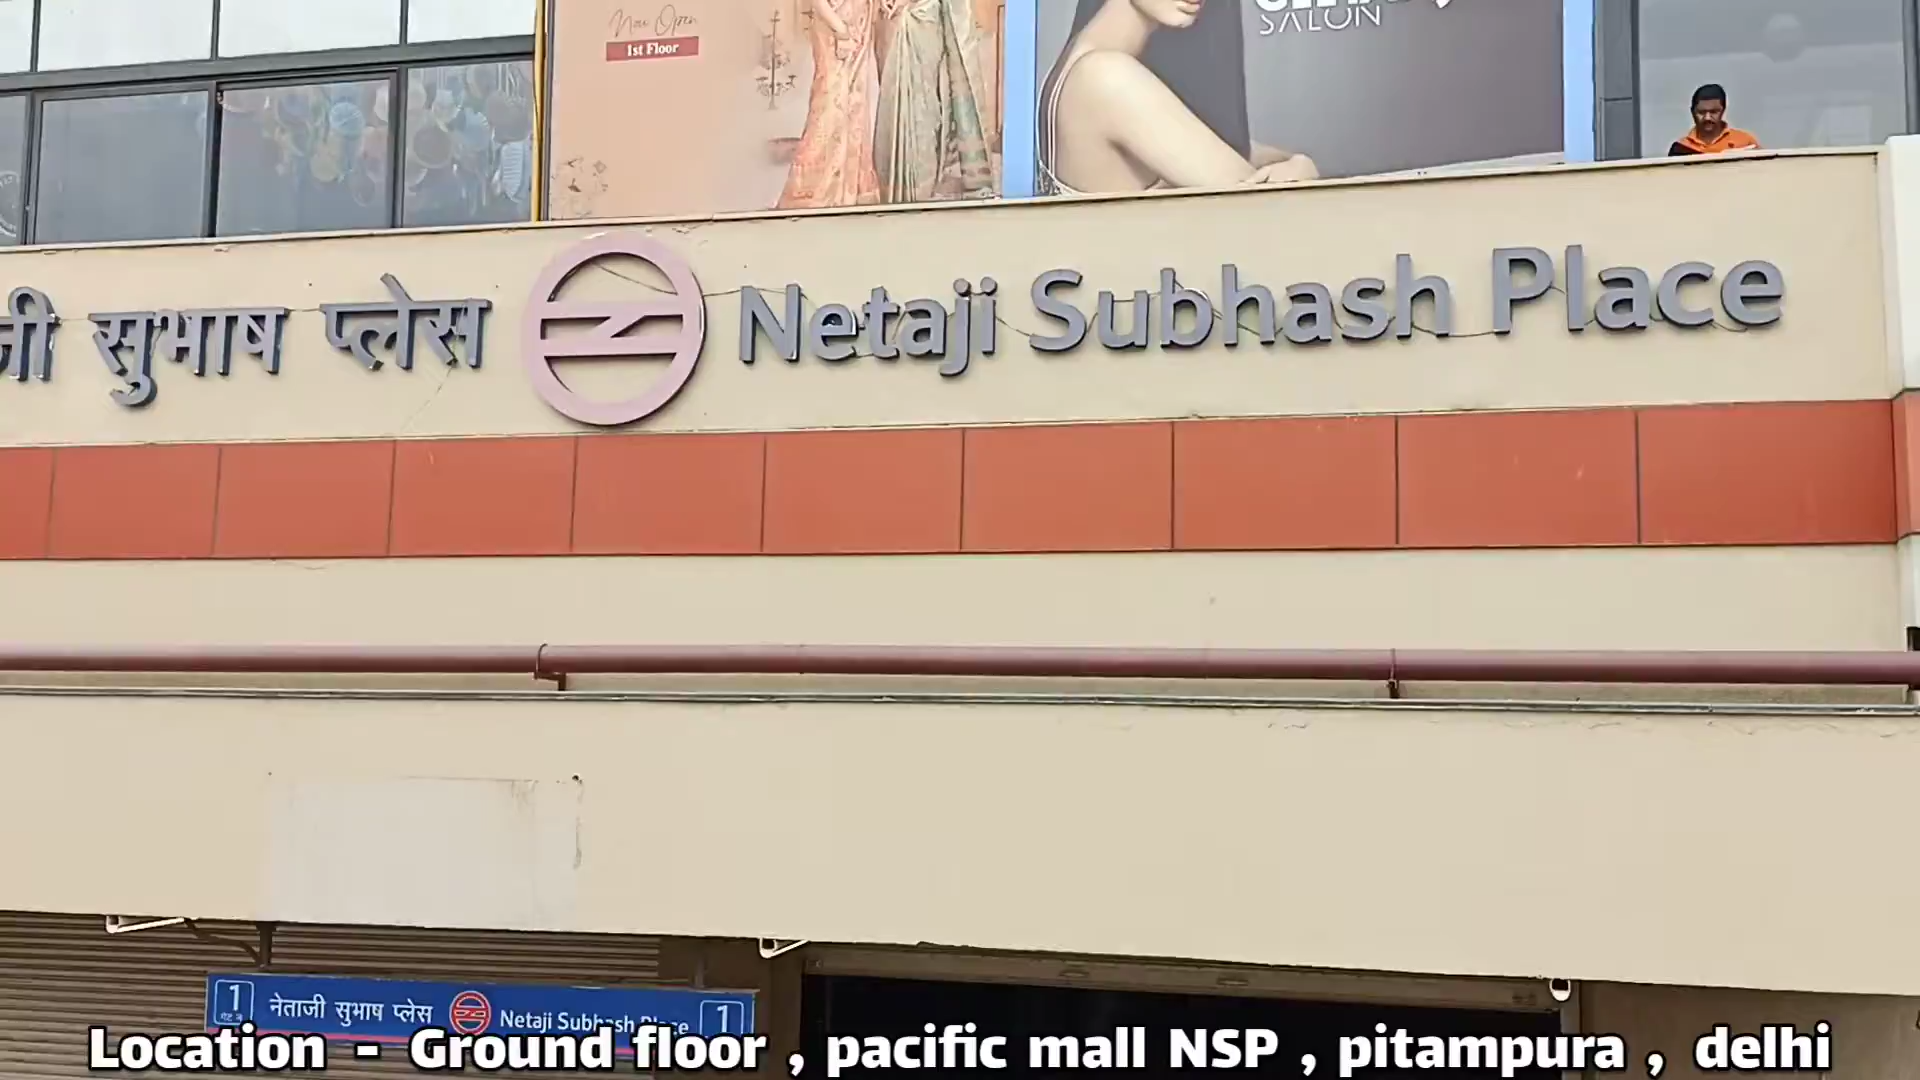 Now Open
1st Floor
SALON
सुभाष प्लेस Netaji Subhash Place
1 नेताजी सुभाष प्लेस Netaji Subhash Place 1
Location - Ground floor , pacific mall NSP , pitampura , delhi